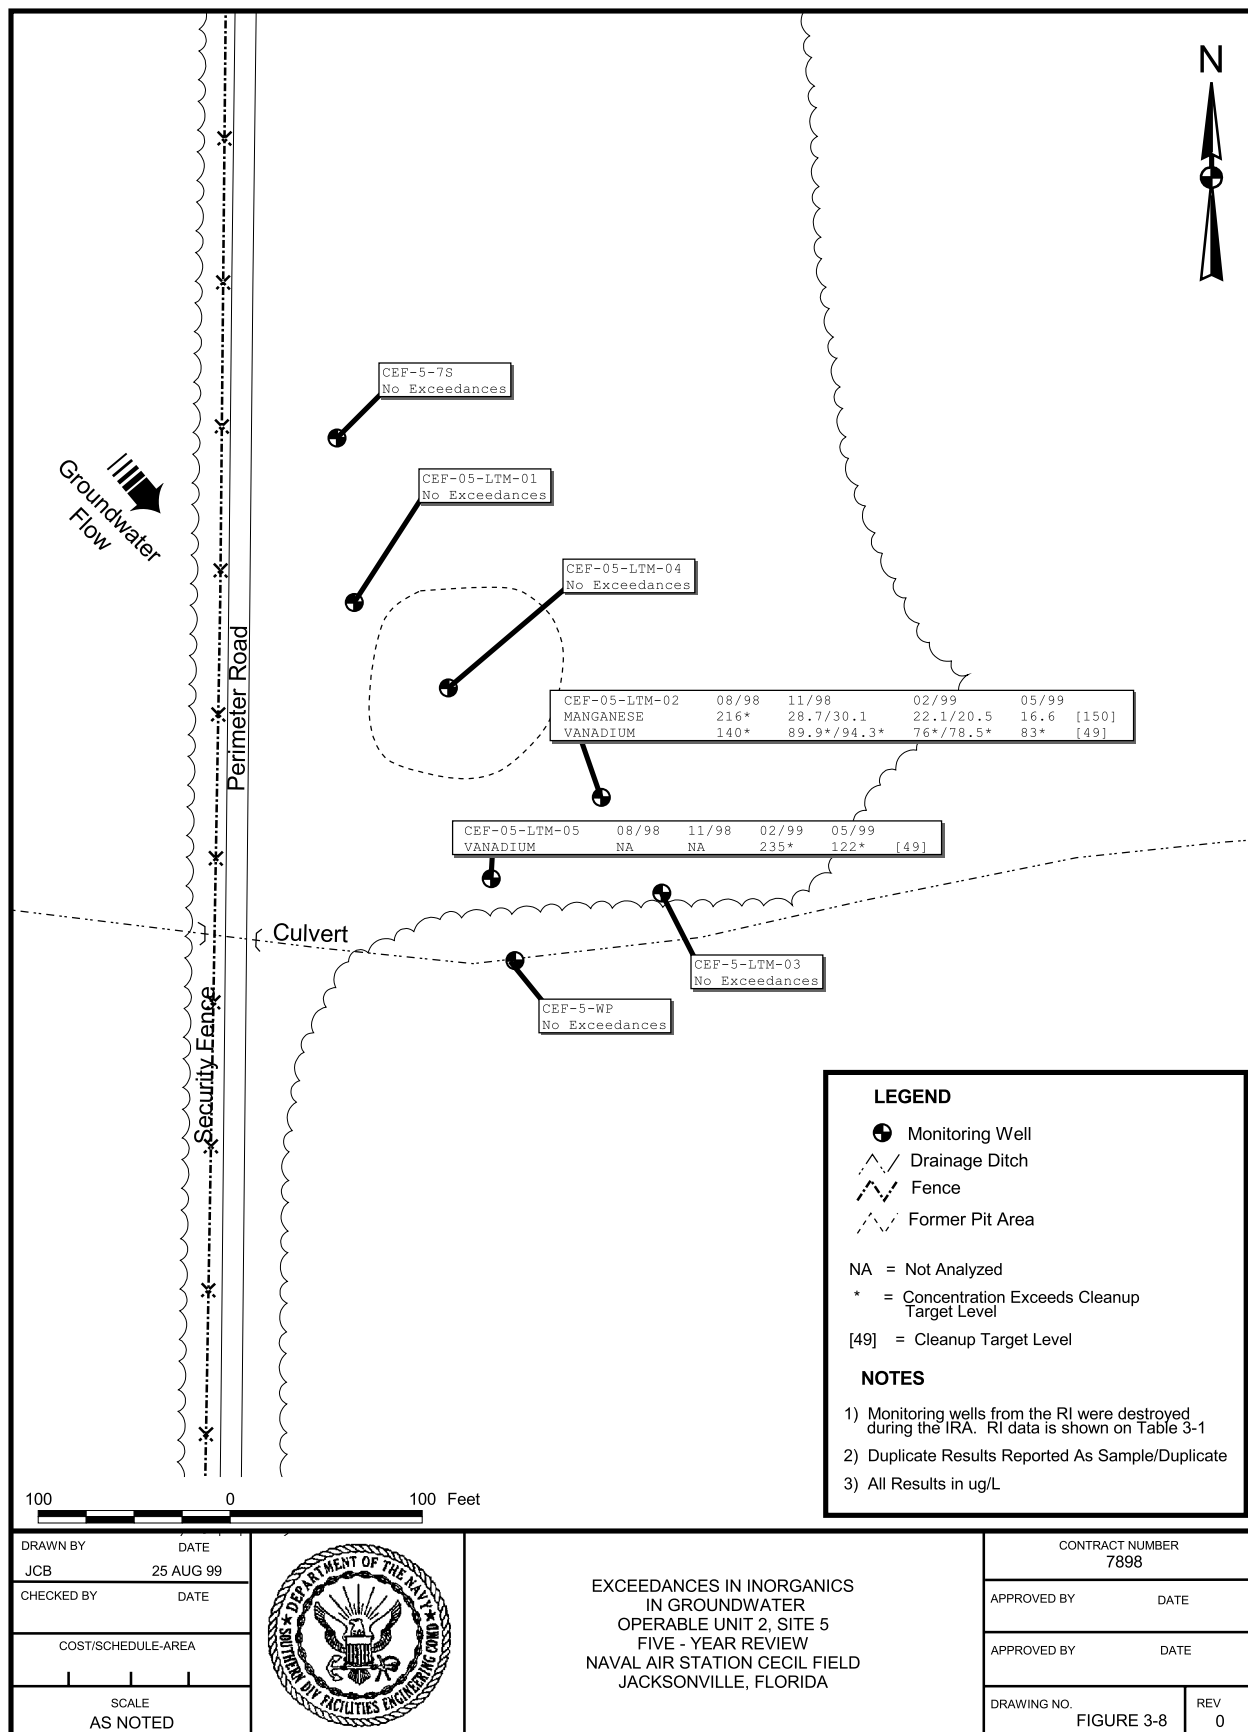 N
CEF-5-7S
No Exceedances
CEF-05-LTM-01
No Exceedances
Groundwater
Flow
CEF-05-LTM-04
No Exceedances
Perimeter Road
CEF-05-LTM-02 08/98 11/98 02/99 05/99
MANGANESE 216* 28.7/30.1 22.1/20.5 16.6 [150]
VANADIUM 140* 89.9*/94.3* 76*/78.5* 83* [49]
CEF-05-LTM-05 08/98 11/98 02/99 05/99
VANADIUM NA NA 235* 122* [49]
Culvert
CEF-5-LTM-03
No Exceedances
CEF-5-WP
No Exceedances
Security Fence
LEGEND
Monitoring Well
Drainage Ditch
Fence
Former Pit Area
NA = Not Analyzed
* = Concentration Exceeds Cleanup
Target Level
[49] = Cleanup Target Level
NOTES
1) Monitoring wells from the RI were destroyed
during the IRA. RI data is shown on Table 3-1
2) Duplicate Results Reported As Sample/Duplicate
3) All Results in ug/L
100 0 100 Feet
DRAWN BY DATE
JCB 25 AUG 99
CHECKED BY DATE
COST/SCHEDULE-AREA
SCALE
AS NOTED
DEPARTMENT OF THE NAVY
SOUTHERN DIV FACILITIES ENGINEERING COMD
EXCEEDANCES IN INORGANICS
IN GROUNDWATER
OPERABLE UNIT 2, SITE 5
FIVE - YEAR REVIEW
NAVAL AIR STATION CECIL FIELD
JACKSONVILLE, FLORIDA
CONTRACT NUMBER
7898
APPROVED BY DATE
APPROVED BY DATE
DRAWING NO.
FIGURE 3-8
REV
0